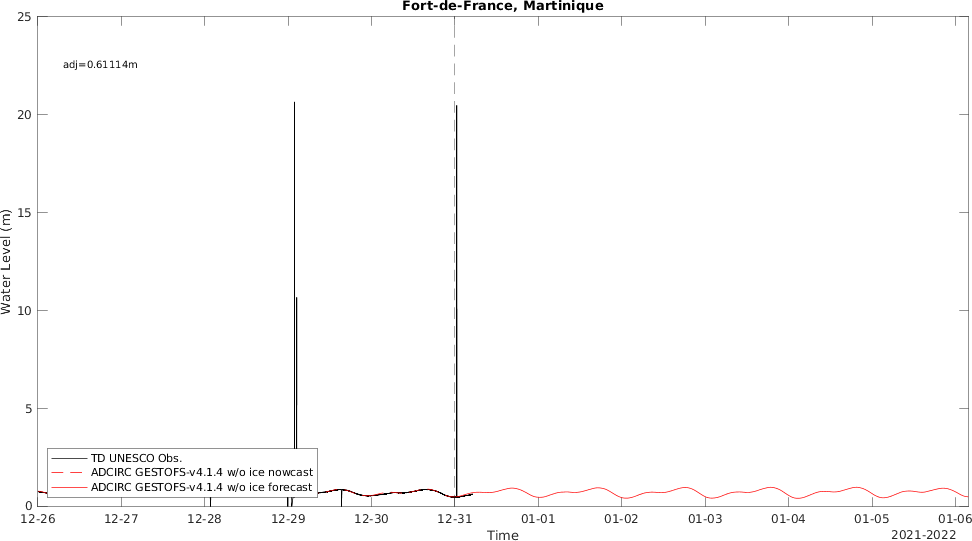 Fort-de-France, Martinique
adj=0.61114m
25
20
15
10
5
0
Water Level (m)
TD UNESCO Obs.
ADCIRC GESTOFS-v4.1.4 w/o ice nowcast
ADCIRC GESTOFS-v4.1.4 w/o ice forecast
12-26 12-27 12-28 12-29 12-30 12-31 01-01 01-02 01-03 01-04 01-05 01-06
Time
2021-2022